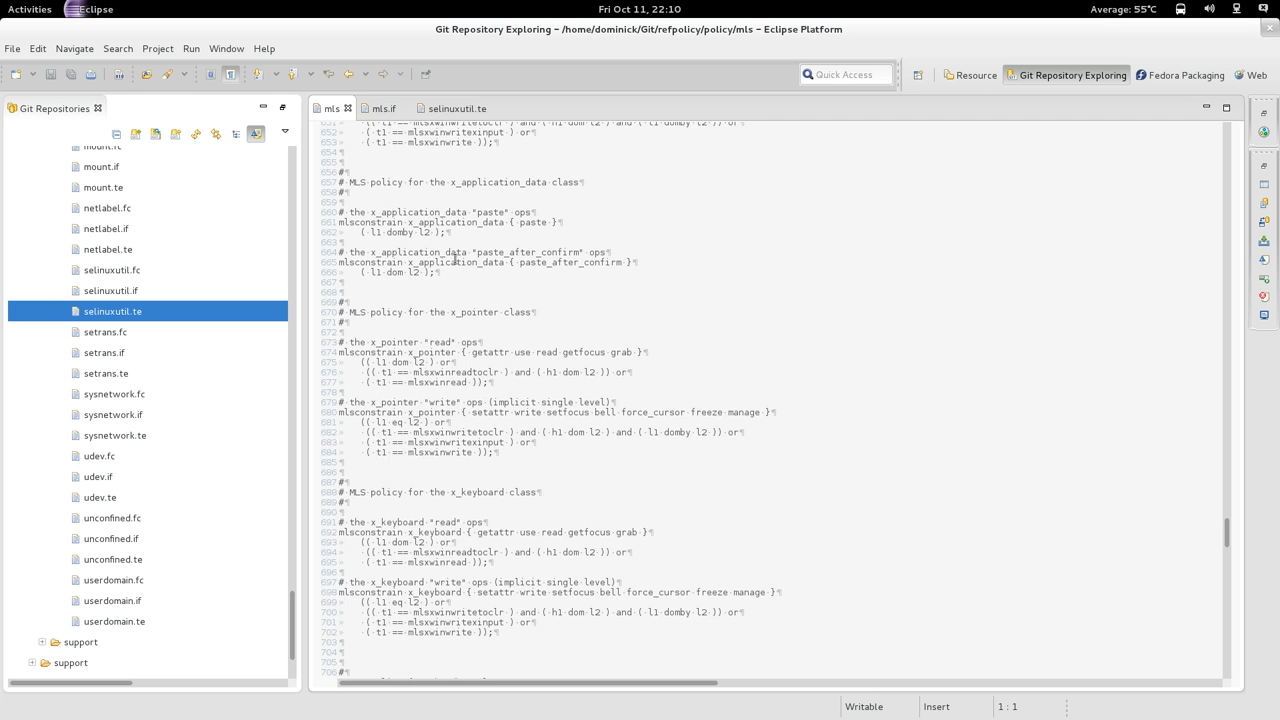 Activities
Eclipse
Fri Oct 11, 22:10
Average: 55°C
Git Repository Exploring – /home/dominick/Git/refpolicy/policy/mls – Eclipse Platform
File Edit Navigate Search Project Run Window Help
Quick Access
Resource
Git Repository Exploring
Fedora Packaging
Web
Git Repositories
mount.fc
mount.if
mount.te
netlabel.fc
netlabel.if
netlabel.te
selinuxutil.fc
selinuxutil.if
selinuxutil.te
setrans.fc
setrans.if
setrans.te
sysnetwork.fc
sysnetwork.if
sysnetwork.te
udev.fc
udev.if
udev.te
unconfined.fc
unconfined.if
unconfined.te
userdomain.fc
userdomain.if
userdomain.te
support
support
mls
mls.if
selinuxutil.te
651» (( t1 == mlsxwinwritetoclr ) and ( h1 dom l2 ) and ( l1 domby l2 )) or¶
652» ( t1 == mlsxwinwritexinput ) or¶
653» ( t1 == mlsxwinwrite ));¶
654¶
655¶
656#¶
657# MLS policy for the x_application_data class¶
658#¶
659¶
660# the x_application_data "paste" ops¶
661mlsconstrain x_application_data { paste }¶
662» ( l1 domby l2 );¶
663¶
664# the x_application_data "paste_after_confirm" ops¶
665mlsconstrain x_application_data { paste_after_confirm }¶
666» ( l1 dom l2 );¶
667¶
668¶
669#¶
670# MLS policy for the x_pointer class¶
671#¶
672¶
673# the x_pointer "read" ops¶
674mlsconstrain x_pointer { getattr use read getfocus grab }¶
675» (( l1 dom l2 ) or¶
676» (( t1 == mlsxwinreadtoclr ) and ( h1 dom l2 )) or¶
677» ( t1 == mlsxwinread ));¶
678¶
679# the x_pointer "write" ops (implicit single level)¶
680mlsconstrain x_pointer { setattr write setfocus bell force_cursor freeze manage }¶
681» (( l1 eq l2 ) or¶
682» (( t1 == mlsxwinwritetoclr ) and ( h1 dom l2 ) and ( l1 domby l2 )) or¶
683» ( t1 == mlsxwinwritexinput ) or¶
684» ( t1 == mlsxwinwrite ));¶
685¶
686¶
687#¶
688# MLS policy for the x_keyboard class¶
689#¶
690¶
691# the x_keyboard "read" ops¶
692mlsconstrain x_keyboard { getattr use read getfocus grab }¶
693» (( l1 dom l2 ) or¶
694» (( t1 == mlsxwinreadtoclr ) and ( h1 dom l2 )) or¶
695» ( t1 == mlsxwinread ));¶
696¶
697# the x_keyboard "write" ops (implicit single level)¶
698mlsconstrain x_keyboard { setattr write setfocus bell force_cursor freeze manage }¶
699» (( l1 eq l2 ) or¶
700» (( t1 == mlsxwinwritetoclr ) and ( h1 dom l2 ) and ( l1 domby l2 )) or¶
701» ( t1 == mlsxwinwritexinput ) or¶
702» ( t1 == mlsxwinwrite ));¶
703¶
704¶
705¶
706#¶
Writable
Insert
1 : 1